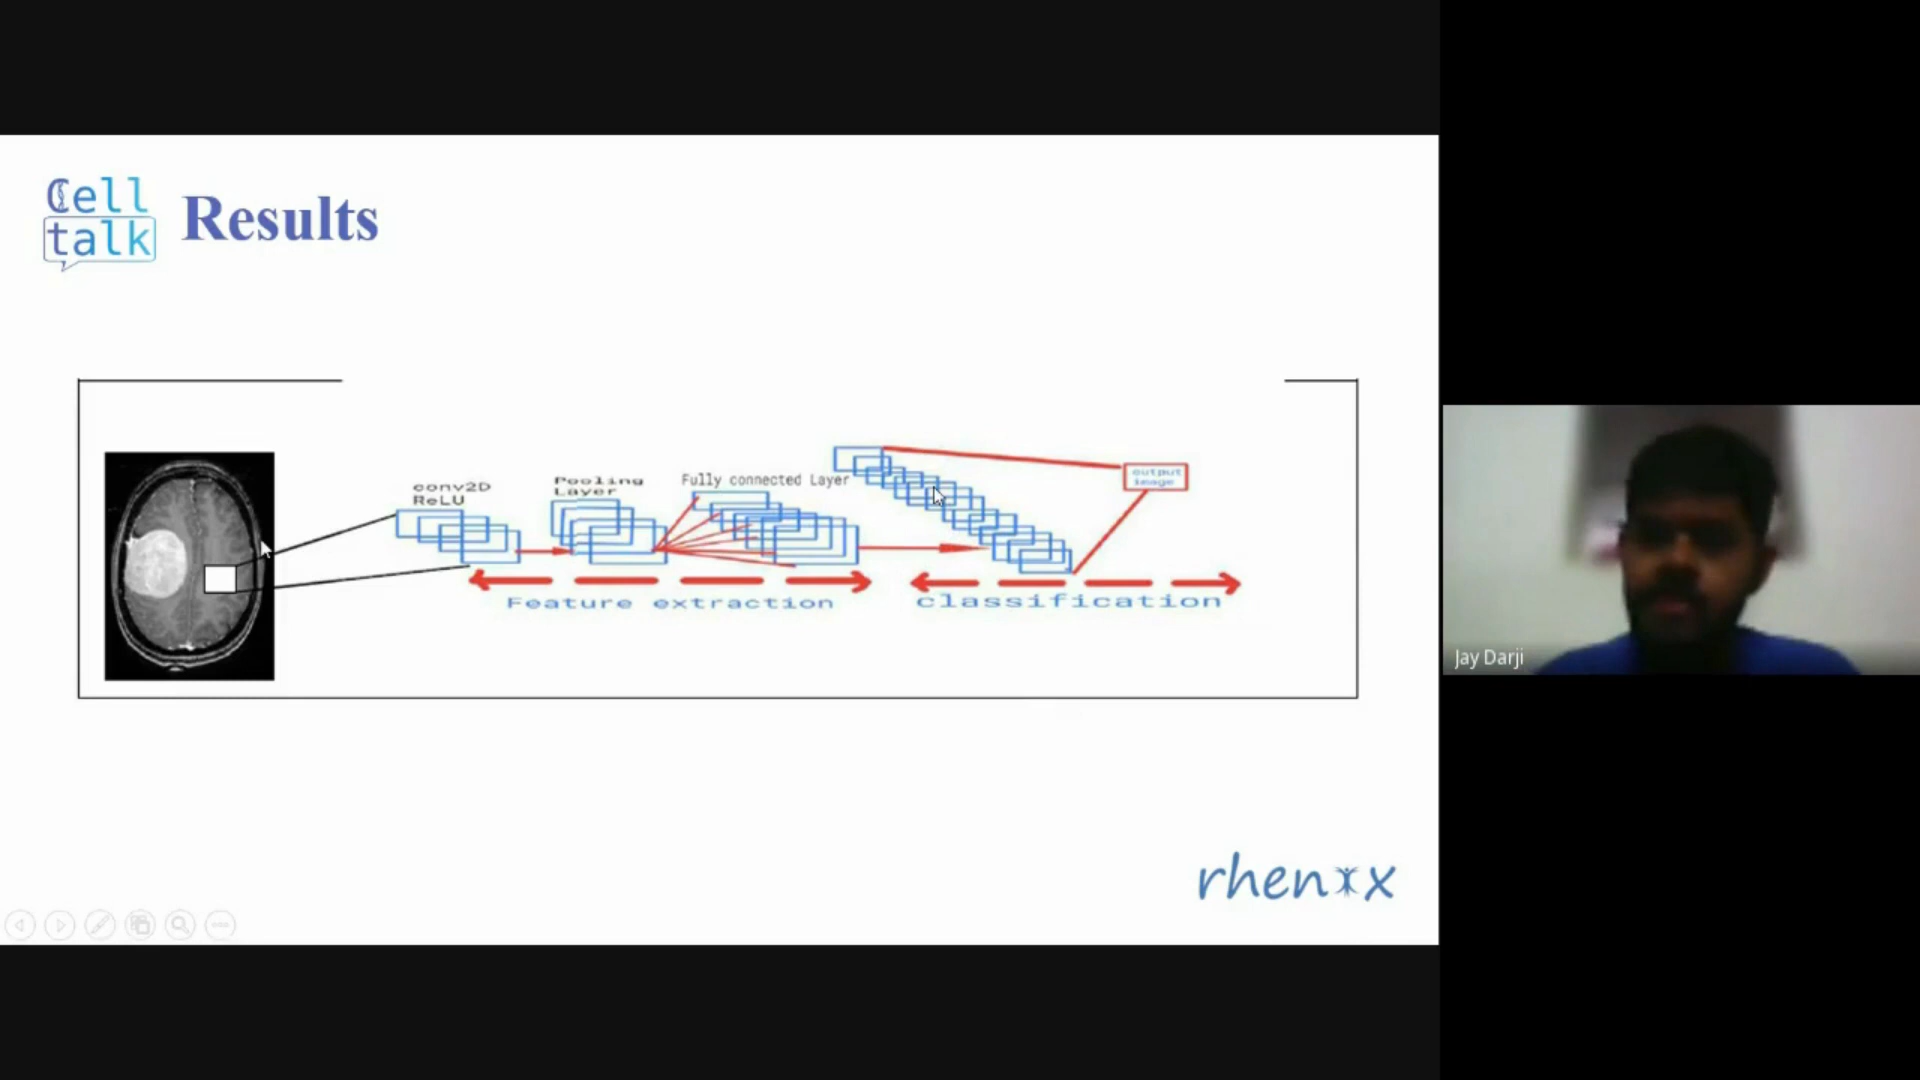 Cell
talk
Results
conv2D
ReLU
Pooling
Layer
Fully connected Layer
output
image
Feature extraction
classification
rhenix
Jay Darji